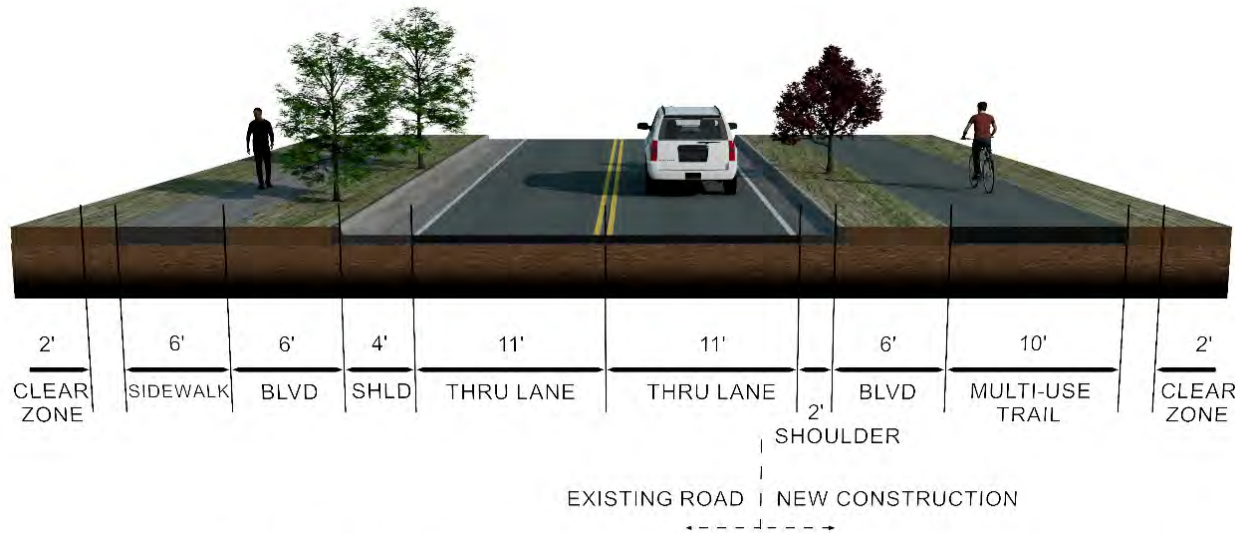 2' 6' 6' 4' 11' 11' 6' 10' 2'
CLEAR ZONE
SIDEWALK
BLVD
SHLD
THRU LANE
THRU LANE
2'
SHOULDER
BLVD
MULTI-USE
TRAIL
CLEAR
ZONE
EXISTING ROAD
NEW CONSTRUCTION